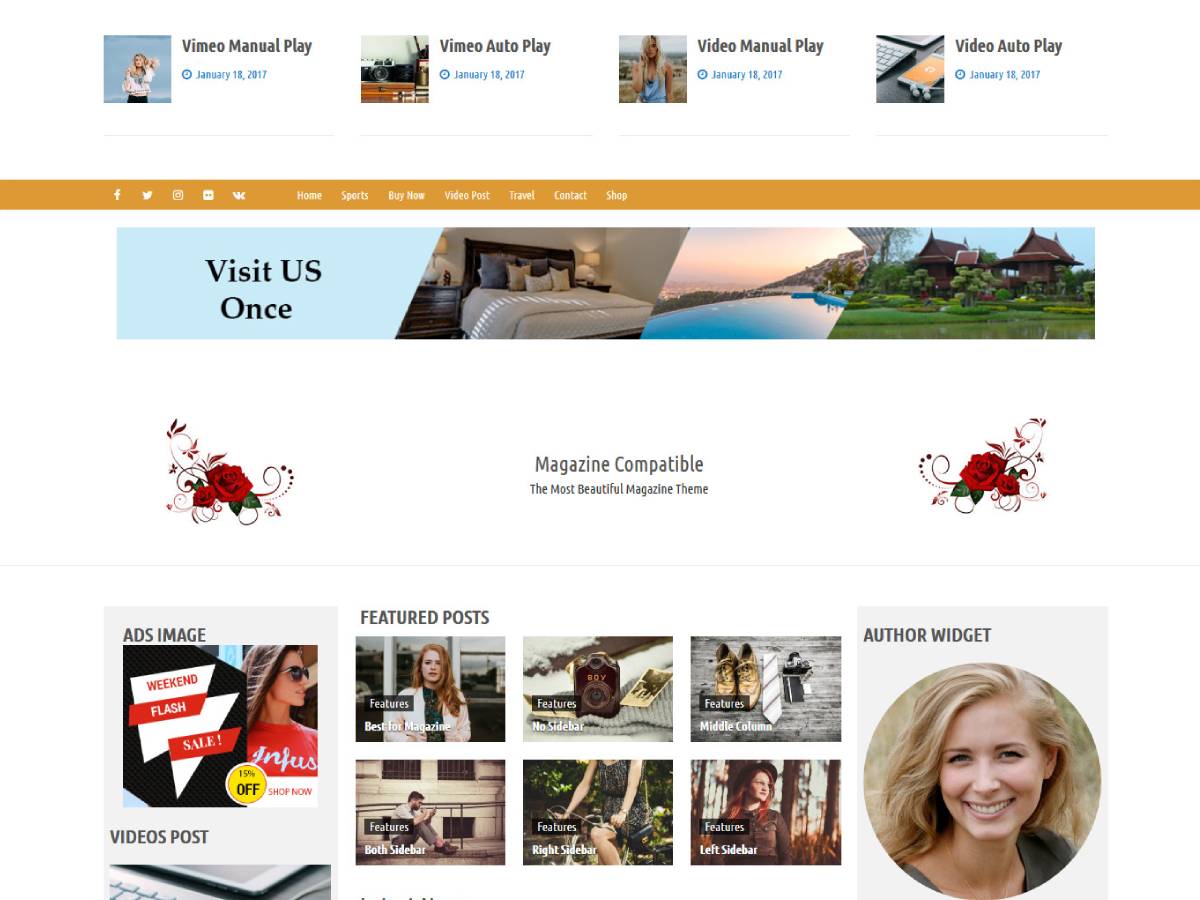 Vimeo Manual Play
January 18, 2017
Vimeo Auto Play
January 18, 2017
Video Manual Play
January 18, 2017
Video Auto Play
January 18, 2017
Home Sports Buy Now Video Post Travel Contact Shop
Visit US
Once
Magazine Compatible
The Most Beautiful Magazine Theme
ADS IMAGE
WEEKEND
FLASH
SALE !
Infus
15%
OFF
SHOP NOW
VIDEOS POST
FEATURED POSTS
Features
Best for Magazine
BOY
Features
No Sidebar
Features
Middle Column
Features
Both Sidebar
Features
Right Sidebar
Features
Left Sidebar
AUTHOR WIDGET